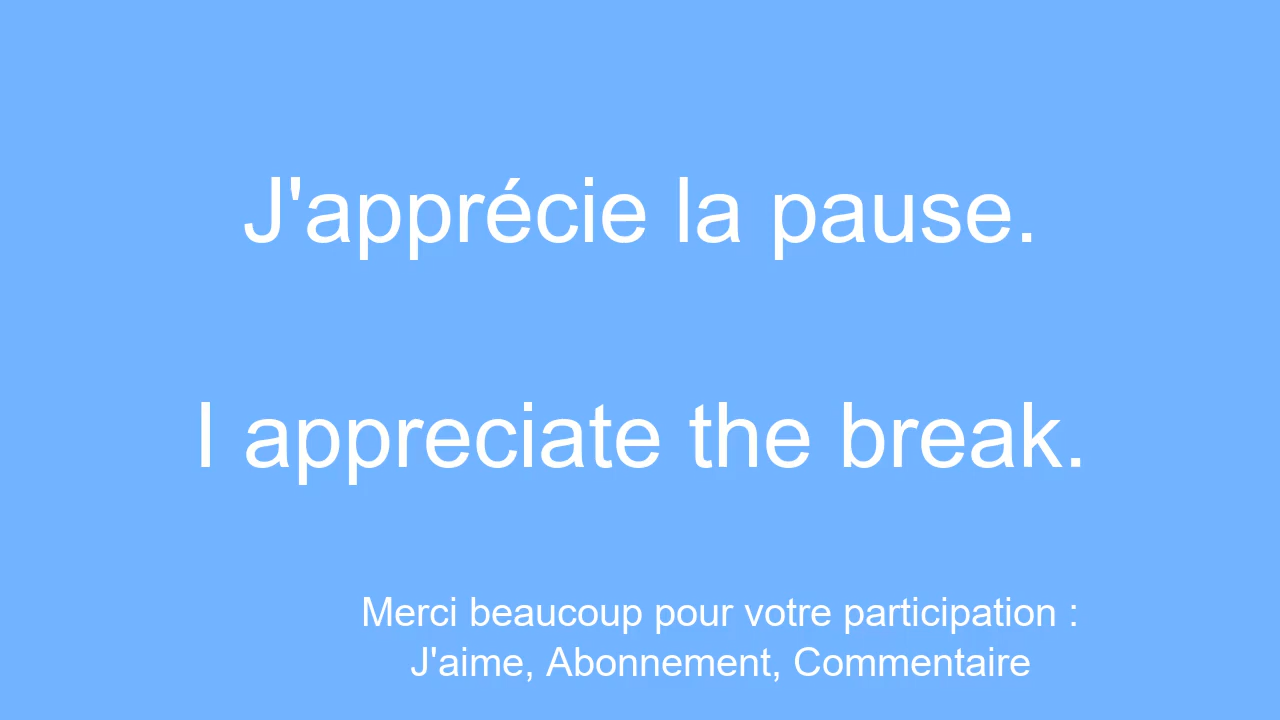 J'apprécie la pause.
I appreciate the break.
Merci beaucoup pour votre participation :
J'aime, Abonnement, Commentaire